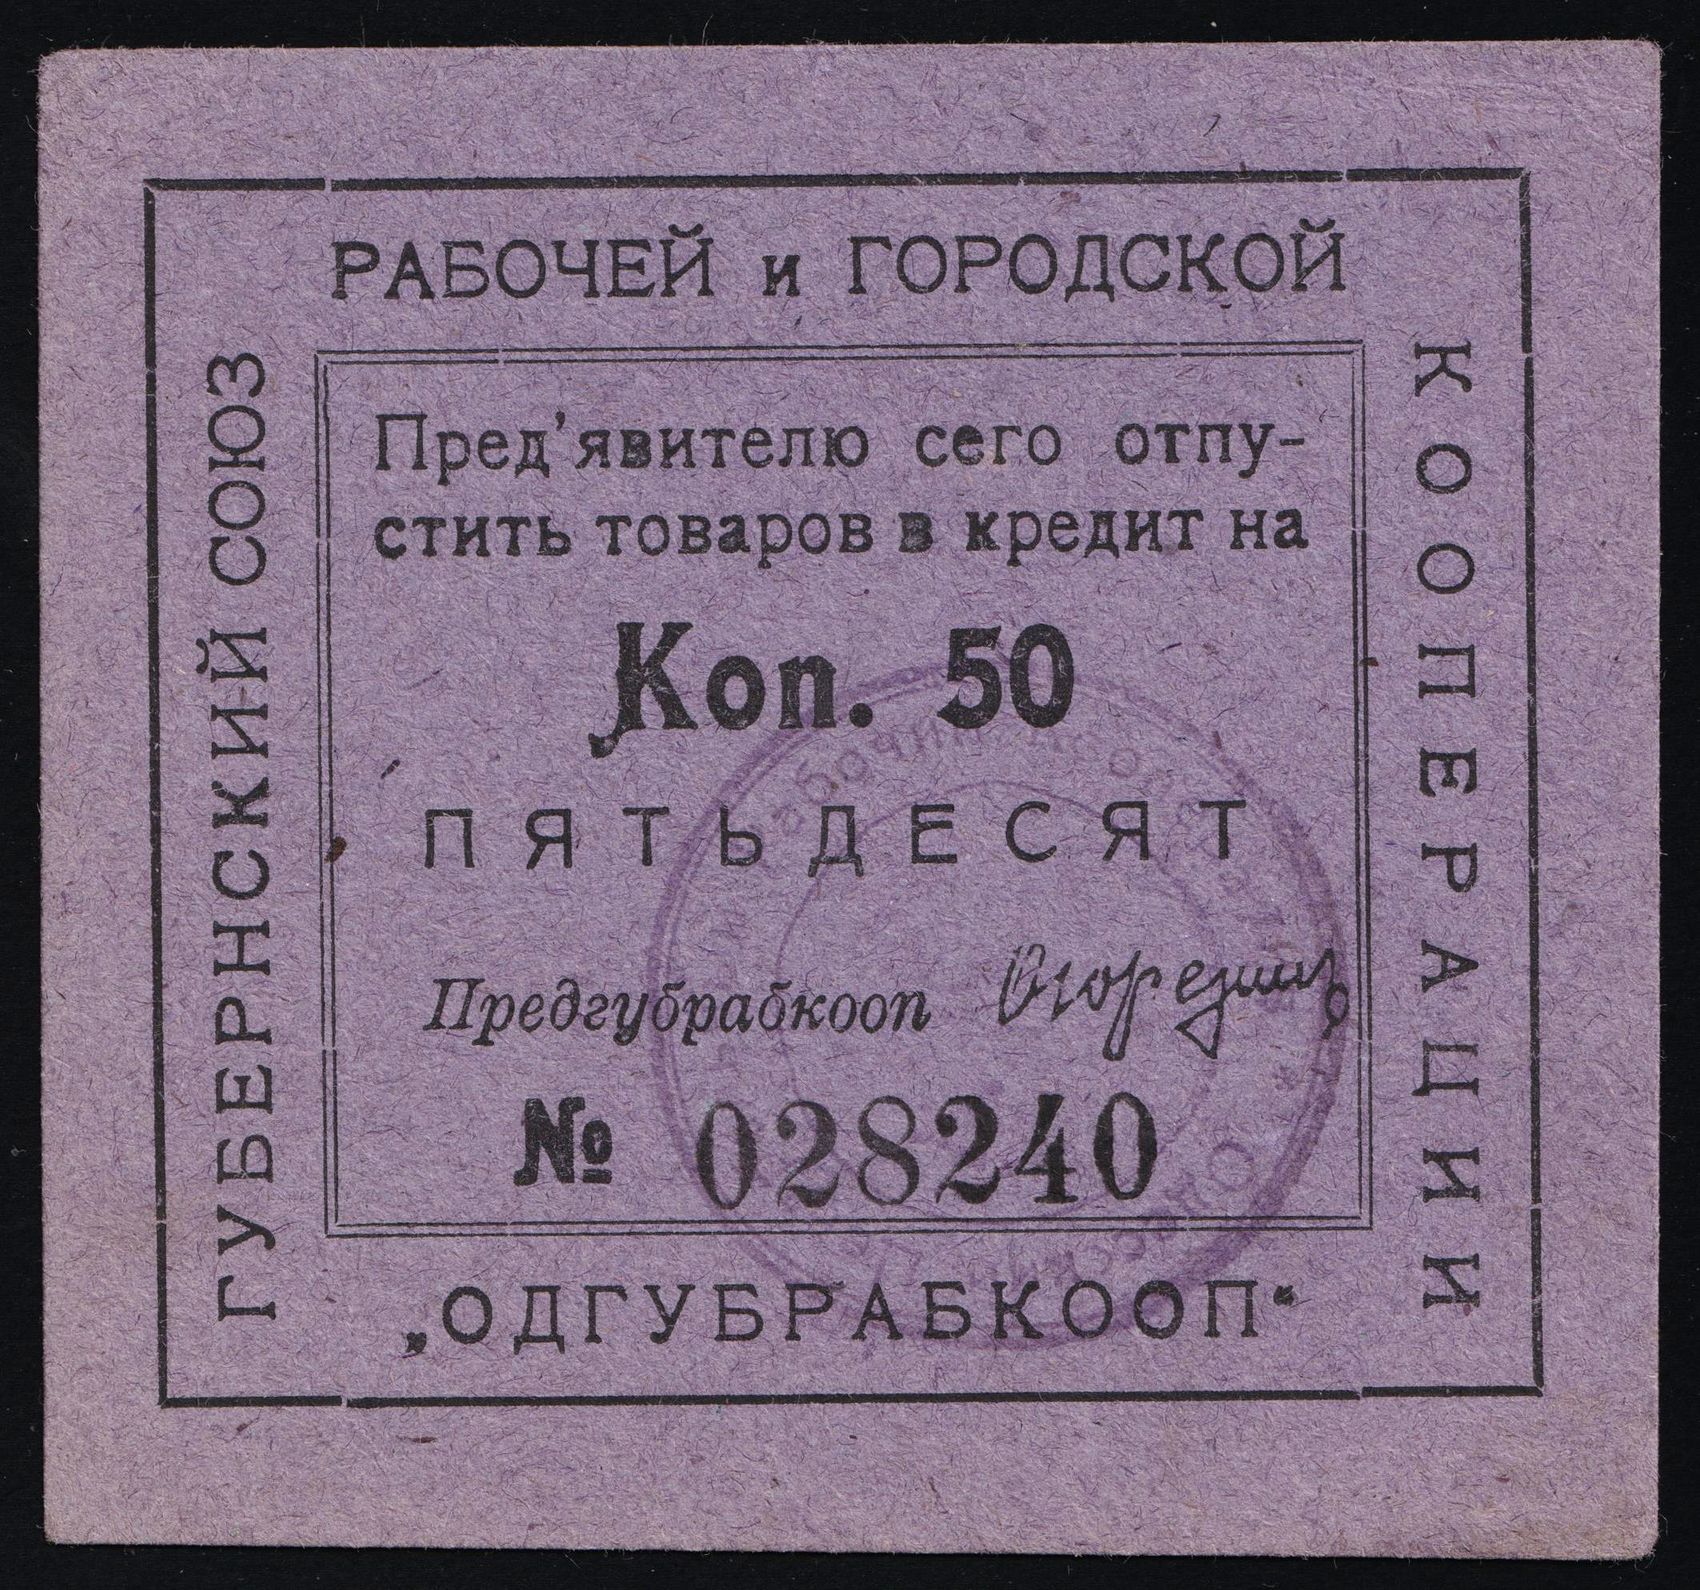 ГУБЕРНСКИЙ СОЮЗ
РАБОЧЕЙ и ГОРОДСКОЙ
КООПЕРАЦИИ
Пред'явителю сего отпу-
стить товаров в кредит на
Коп. 50
ПЯТЬДЕСЯТ
Предгубрабкооп
№ 028240
„ОДГУБРАБКООП“